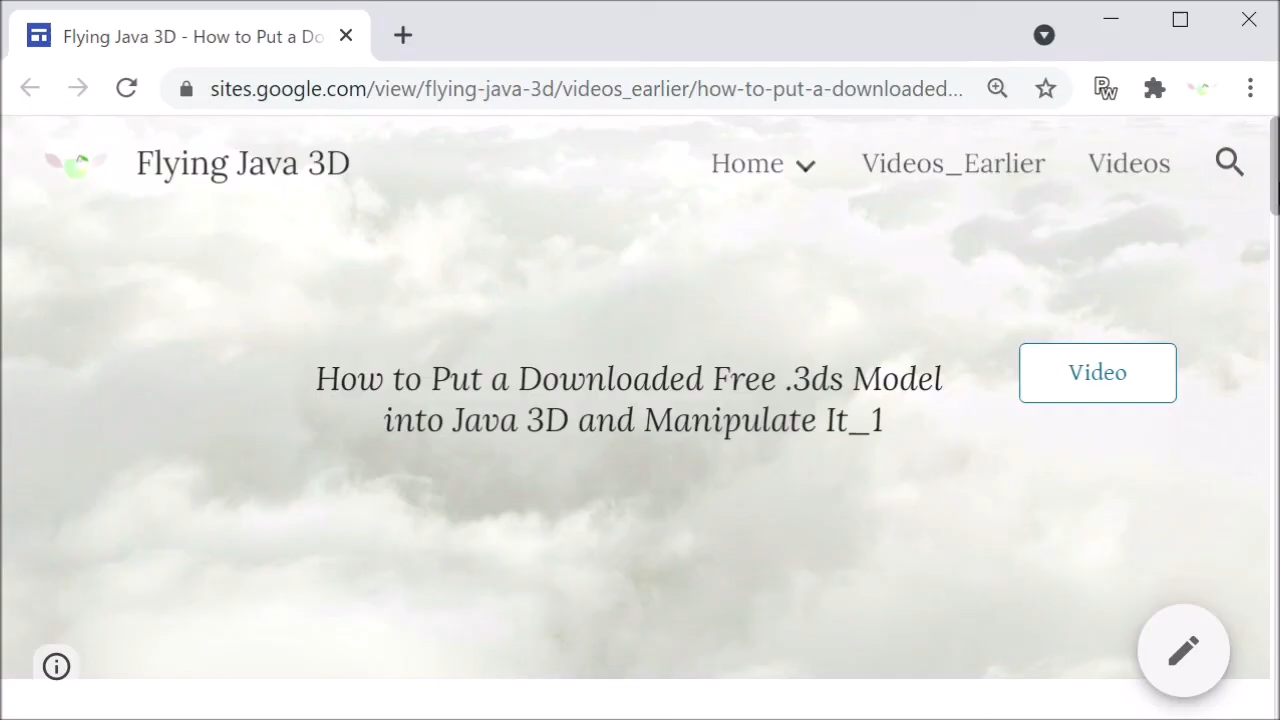 Flying Java 3D - How to Put a Do
sites.google.com/view/flying-java-3d/videos_earlier/how-to-put-a-downloaded...
Flying Java 3D
Home
Videos_Earlier
Videos
How to Put a Downloaded Free .3ds Model
into Java 3D and Manipulate It_1
Video